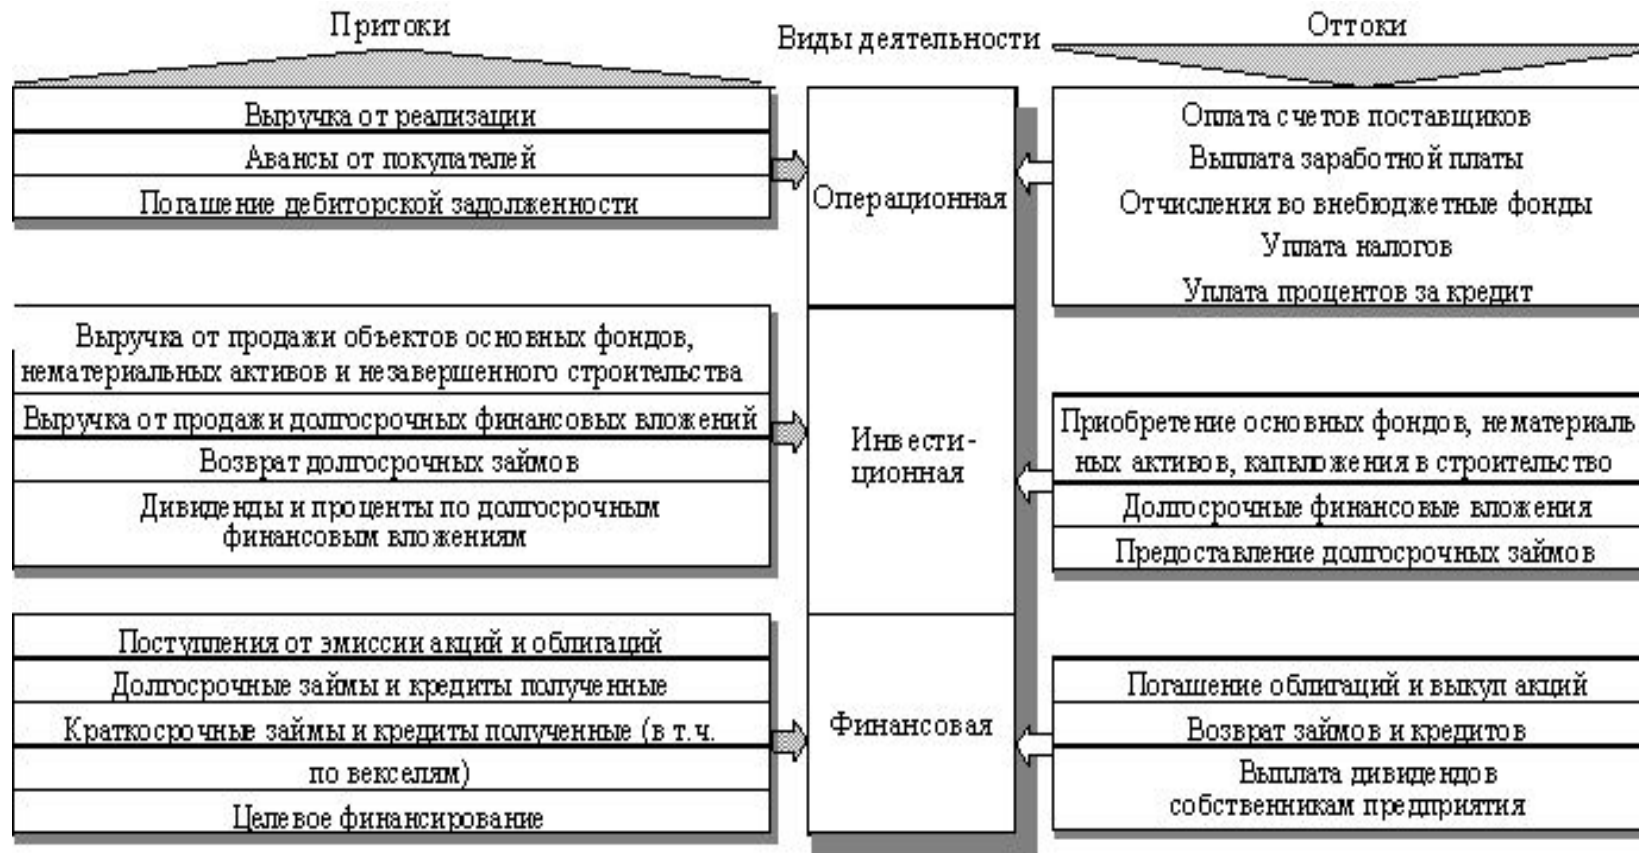 Притоки
Виды деятельности
Оттоки
Выручка от реализации
Авансы от покупателей
Погашение дебиторской задолженности
Операционная
Оплата счетов поставщиков
Выплата заработной платы
Отчисления во внебюджетные фонды
Уплата налогов
Уплата процентов за кредит
Выручка от продажи объектов основных фондов,
нематериальных активов и незавершенного строительства
Выручка от продажи долгосрочных финансовых вложений
Возврат долгосрочных займов
Дивиденды и проценты по долгосрочным
финансовым вложениям
Инвести-
ционная
Приобретение основных фондов, нематериаль
ных активов, капвложения в строительство
Долгосрочные финансовые вложения
Предоставление долгосрочных займов
Поступления от эмиссии акций и облигаций
Долгосрочные займы и кредиты полученные
Краткосрочные займы и кредиты полученные (в т.ч.
по векселям)
Целевое финансирование
Финансовая
Погашение облигаций и выкуп акций
Возврат займов и кредитов
Выплата дивидендов
собственникам предприятия